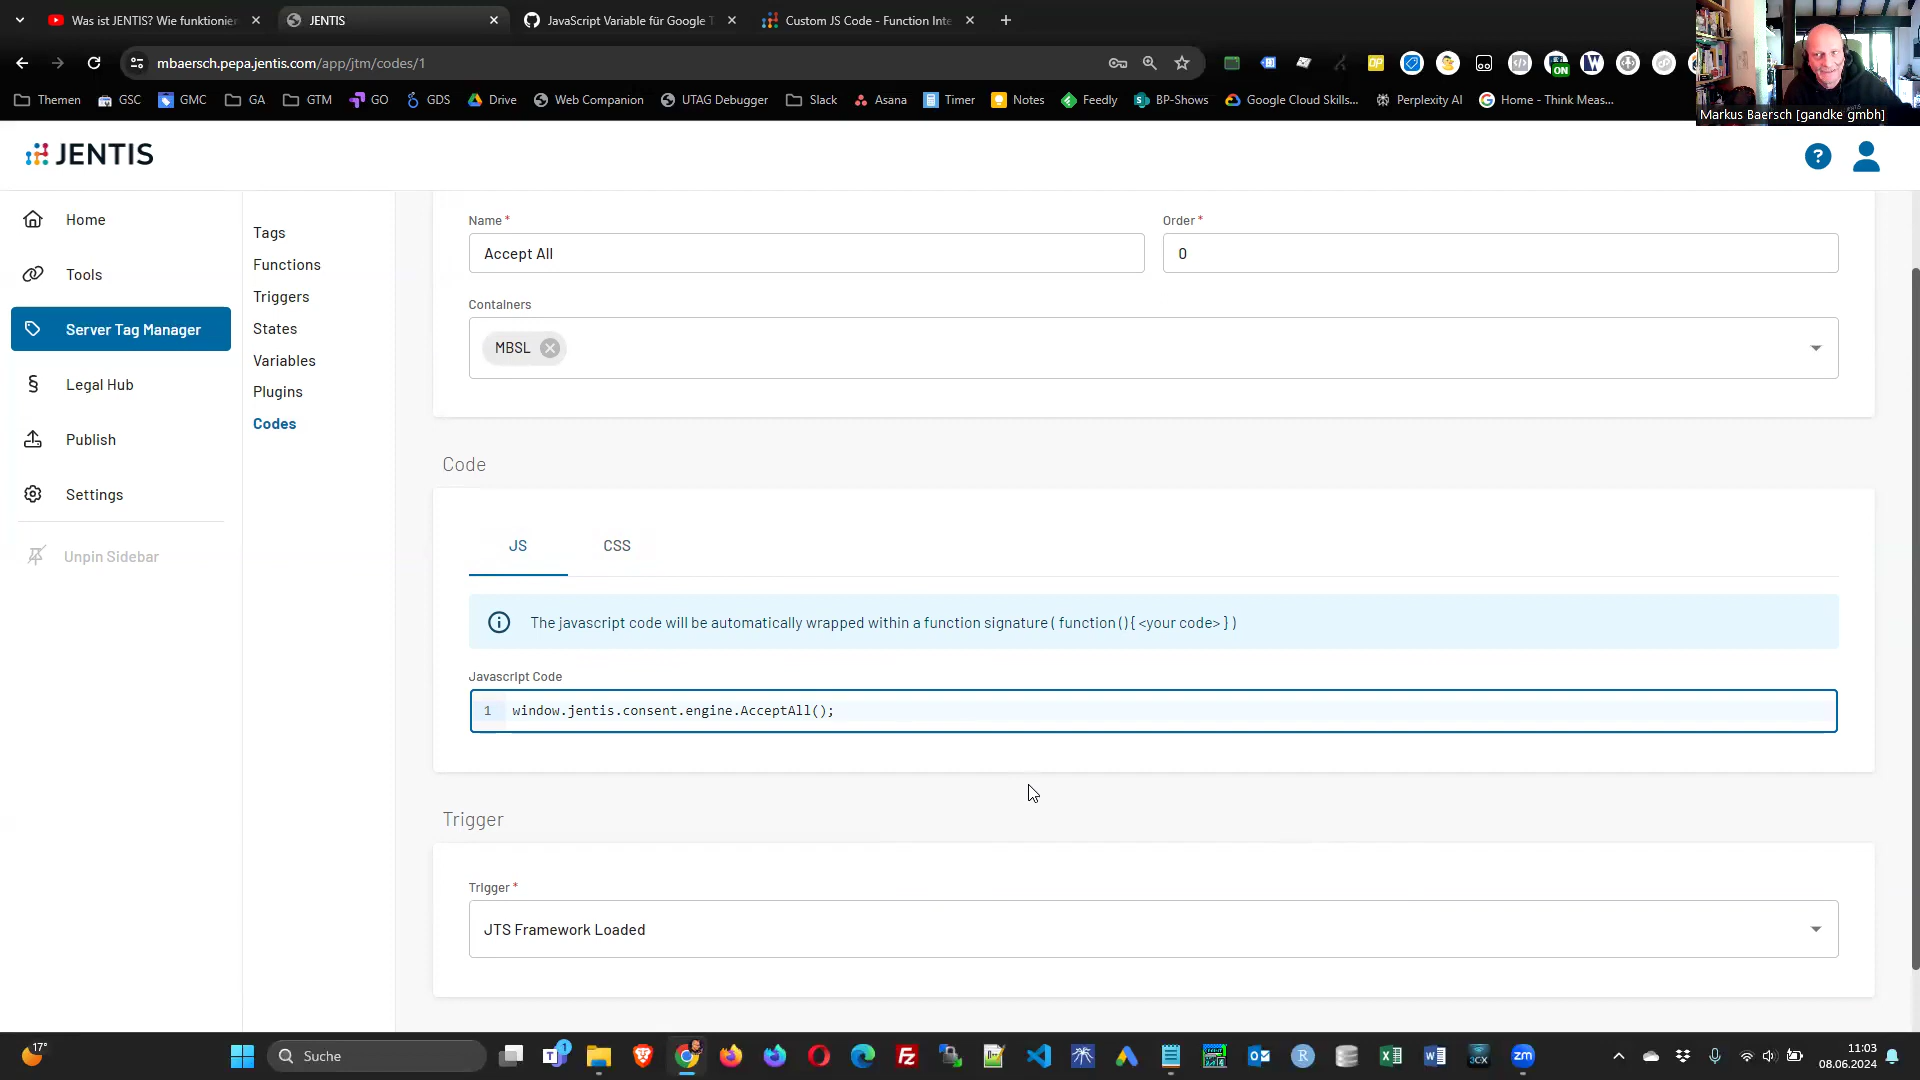 Was ist JENTIS? Wie funktionier
JENTIS
JavaScript Variable für Google T
Custom JS Code - Function Inte
mbaersch.pepa.jentis.com/app/jtm/codes/1
ON
Themen
GSC
GMC
GA
GTM
GO
GDS
Drive
Web Companion
UTAG Debugger
Slack
Asana
Timer
Notes
Feedly
BP-Shows
Google Cloud Skills...
Perplexity AI
Home - Think Meas...
Markus Baersch [gandke gmbh]
JENTIS
?
Home
Tools
Server Tag Manager
Legal Hub
Publish
Settings
Unpin Sidebar
Tags
Functions
Triggers
States
Variables
Plugins
Codes
Name *
Accept All
Order *
0
Containers
MBSL
Code
JS
CSS
The javascript code will be automatically wrapped within a function signature ( function(){ <your code> } )
Javascript Code
1 window.jentis.consent.engine.AcceptAll();
Trigger
Trigger *
JTS Framework Loaded
17°
Suche
1
zm
11:03
08.06.2024